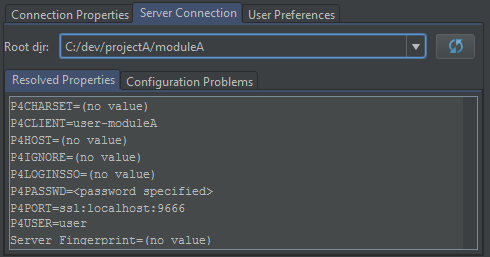 Connection Properties Server Connection User Preferences
Root dir: C:/dev/projectA/moduleA
Resolved Properties Configuration Problems
P4CHARSET=(no value)
P4CLIENT=user-moduleA
P4HOST=(no value)
P4IGNORE=(no value)
P4LOGINSSO=(no value)
P4PASSWD=<password specified>
P4PORT=ssl:localhost:9666
P4USER=user
Server Fingerprint=(no value)